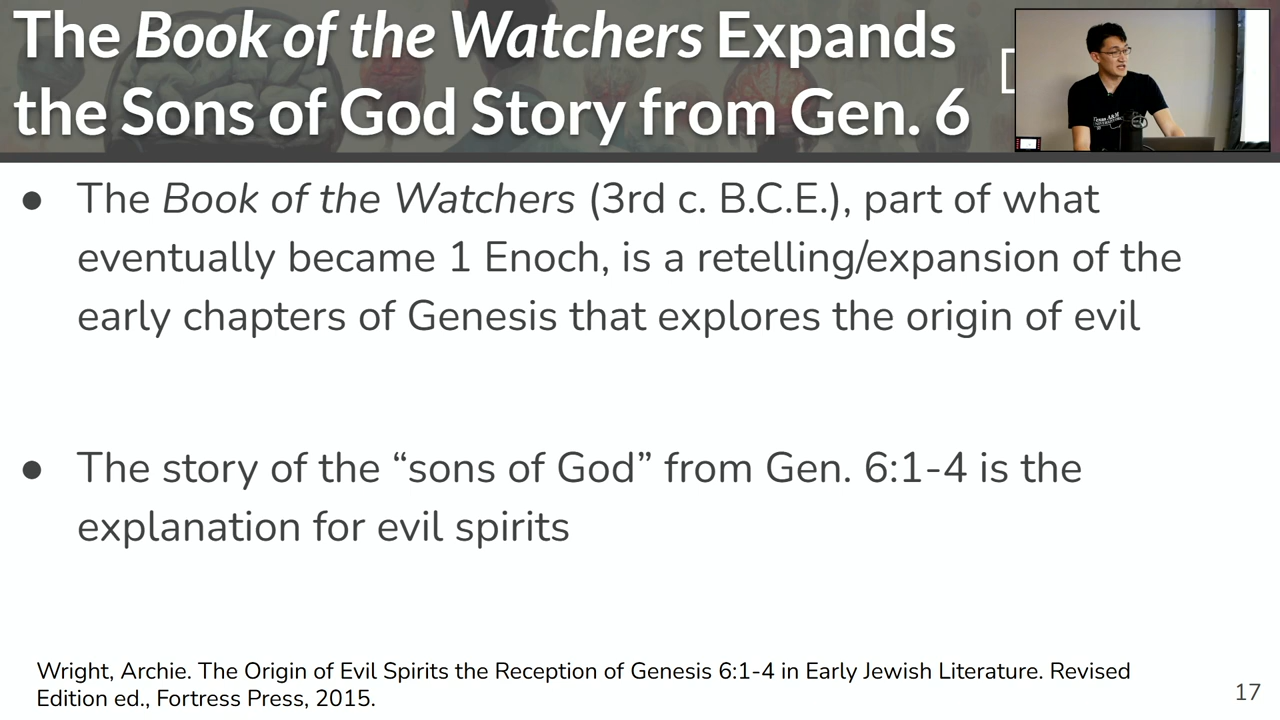 The Book of the Watchers Expands
the Sons of God Story from Gen. 6
Texas A&M
● The Book of the Watchers (3rd c. B.C.E.), part of what
eventually became 1 Enoch, is a retelling/expansion of the
early chapters of Genesis that explores the origin of evil
● The story of the “sons of God” from Gen. 6:1-4 is the
explanation for evil spirits
Wright, Archie. The Origin of Evil Spirits the Reception of Genesis 6:1-4 in Early Jewish Literature. Revised
Edition ed., Fortress Press, 2015.
17